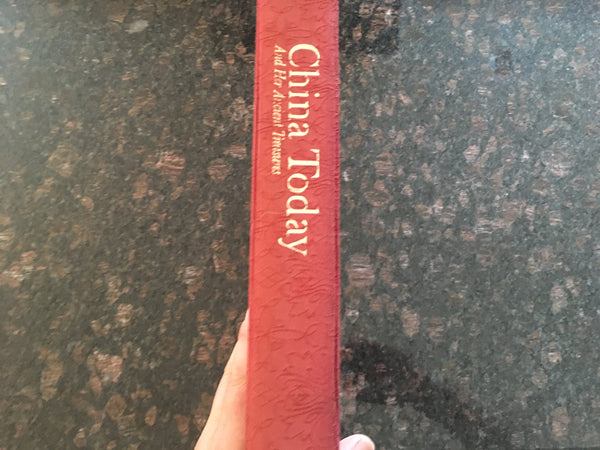 China Today
And Her Ancient Treasures